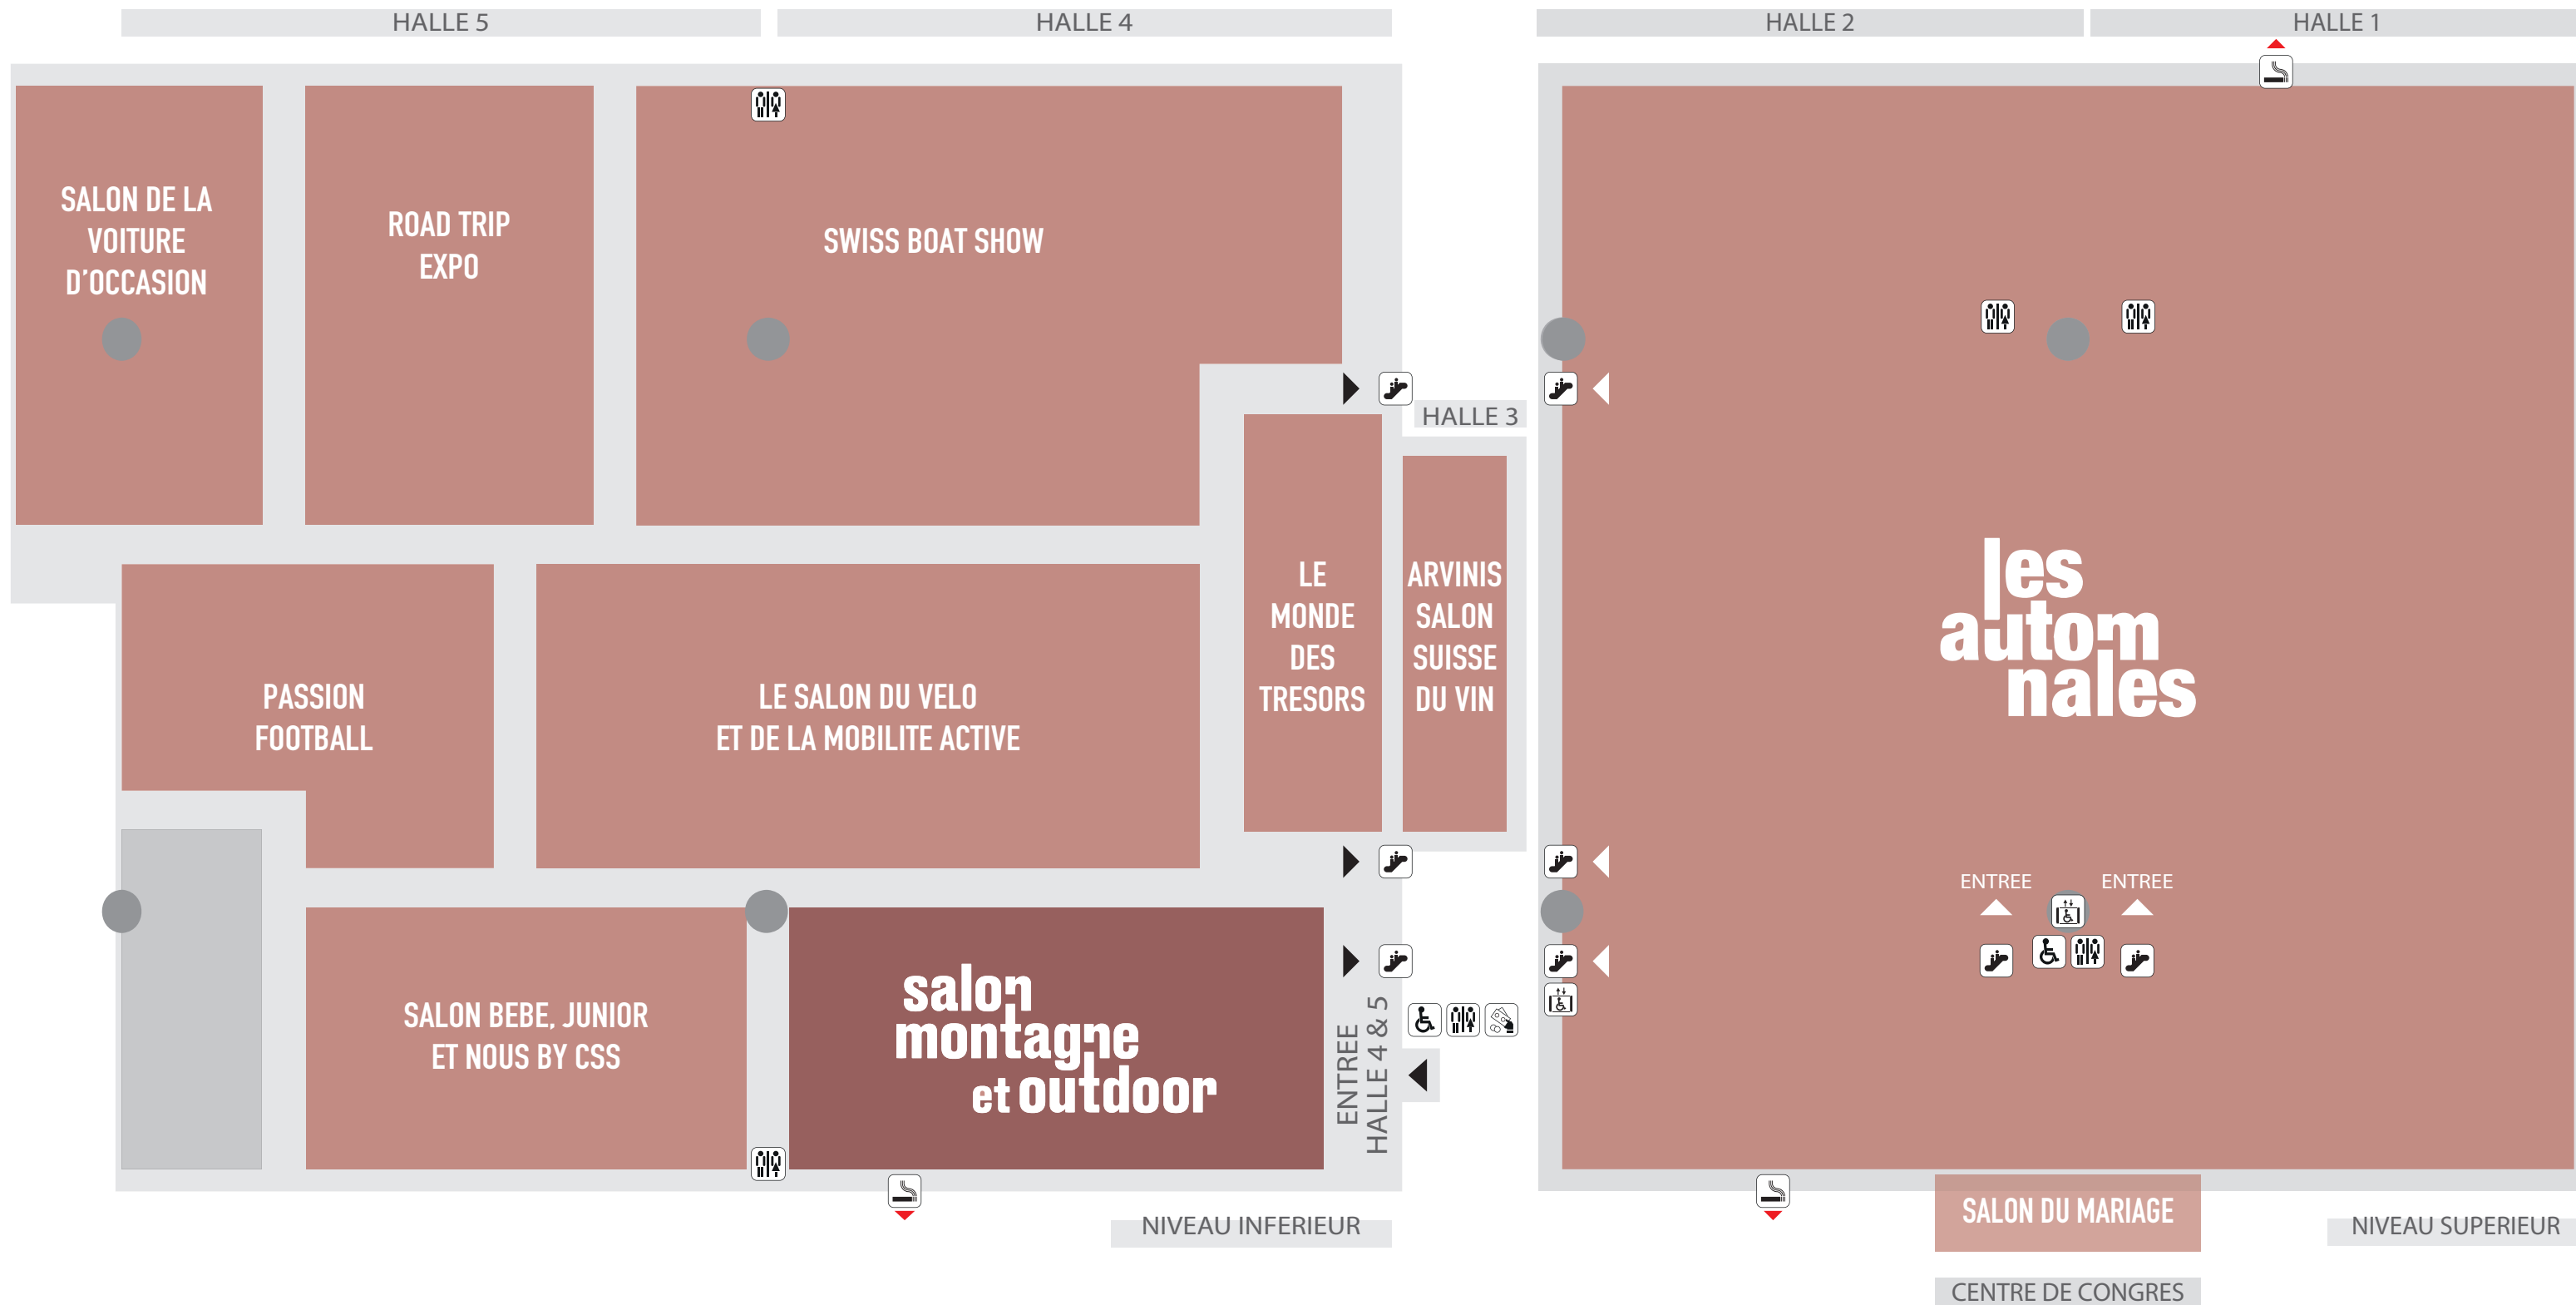 HALLE 5
HALLE 4
HALLE 2
HALLE 1
SALON DE LA
VOITURE
D'OCCASION
ROAD TRIP
EXPO
SWISS BOAT SHOW
HALLE 3
LE
MONDE
DES
TRESORS
ARVINIS
SALON
SUISSE
DU VIN
les
autom
nales
PASSION
FOOTBALL
LE SALON DU VELO
ET DE LA MOBILITE ACTIVE
ENTREE
ENTREE
SALON BEBE, JUNIOR
ET NOUS BY CSS
salon
montagne
et outdoor
ENTREE
HALLE 4 & 5
NIVEAU INFERIEUR
SALON DU MARIAGE
NIVEAU SUPERIEUR
CENTRE DE CONGRES